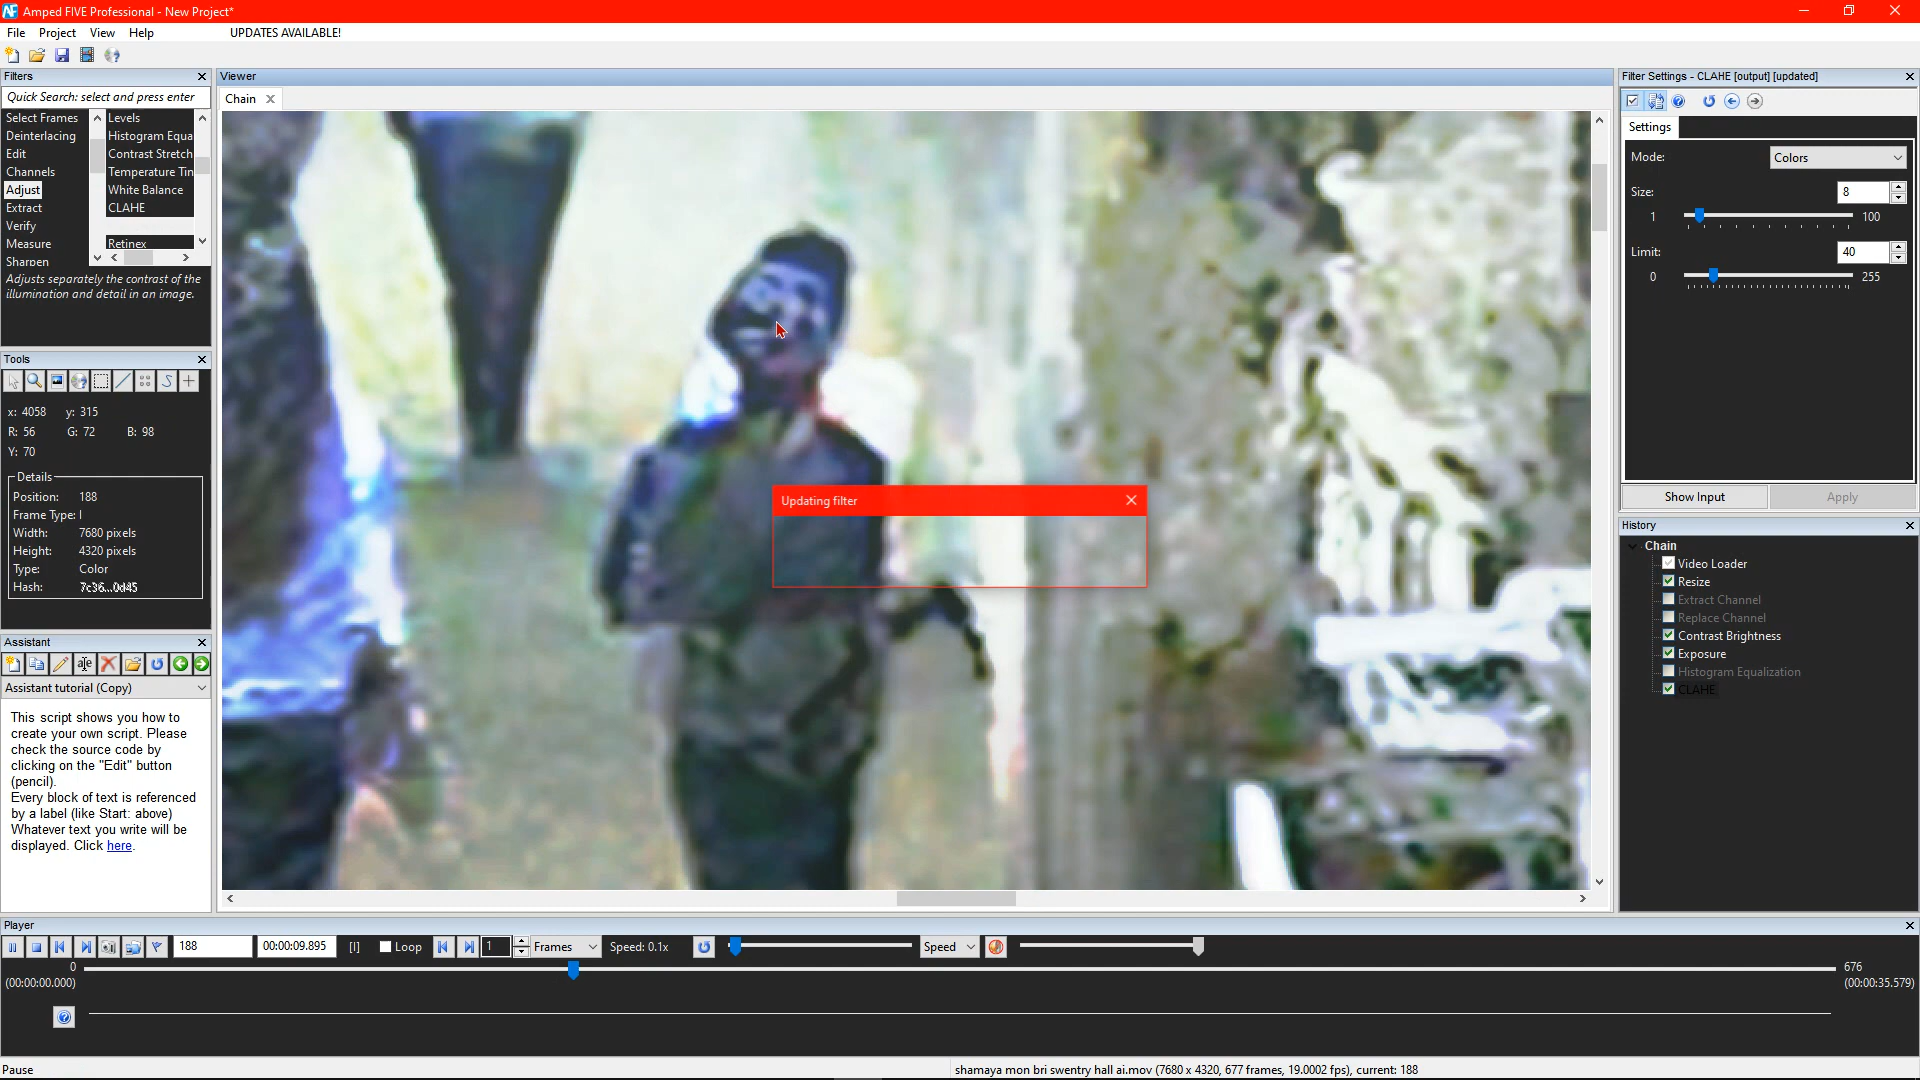 Amped FIVE Professional - New Project*
File Project View Help UPDATES AVAILABLE!
Filters
Quick Search: select and press enter
Select Frames
Deinterlacing
Edit
Channels
Adjust
Extract
Verify
Measure
Sharpen
Levels
Histogram Equa
Contrast Stretch
Temperature Tin
White Balance
CLAHE
Retinex
Adjusts separately the contrast of the
illumination and detail in an image.
Tools
x: 4058 y: 315
R: 56 G: 72 B: 98
Y: 70
Details
Position: 188
Frame Type: I
Width: 7680 pixels
Height: 4320 pixels
Type: Color
Hash: 7c36...0d45
Assistant
Assistant tutorial (Copy)
This script shows you how to
create your own script. Please
check the source code by
clicking on the "Edit" button
(pencil).
Every block of text is referenced
by a label (like Start: above)
Whatever text you write will be
displayed. Click here.
Viewer
Chain
Updating filter
Filter Settings - CLAHE [output] [updated]
Settings
Mode: Colors
Size: 8
1 100
Limit: 40
0 255
Show Input Apply
History
Chain
Video Loader
Resize
Extract Channel
Replace Channel
Contrast Brightness
Exposure
Histogram Equalization
CLAHE
Player
188 00:00:09.895 [I] Loop 1 Frames Speed: 0.1x Speed
0 676
(00:00:00.000) (00:00:35.579)
Pause
shamaya mon bri swentry hall ai.mov (7680 x 4320, 677 frames, 19.0002 fps), current: 188